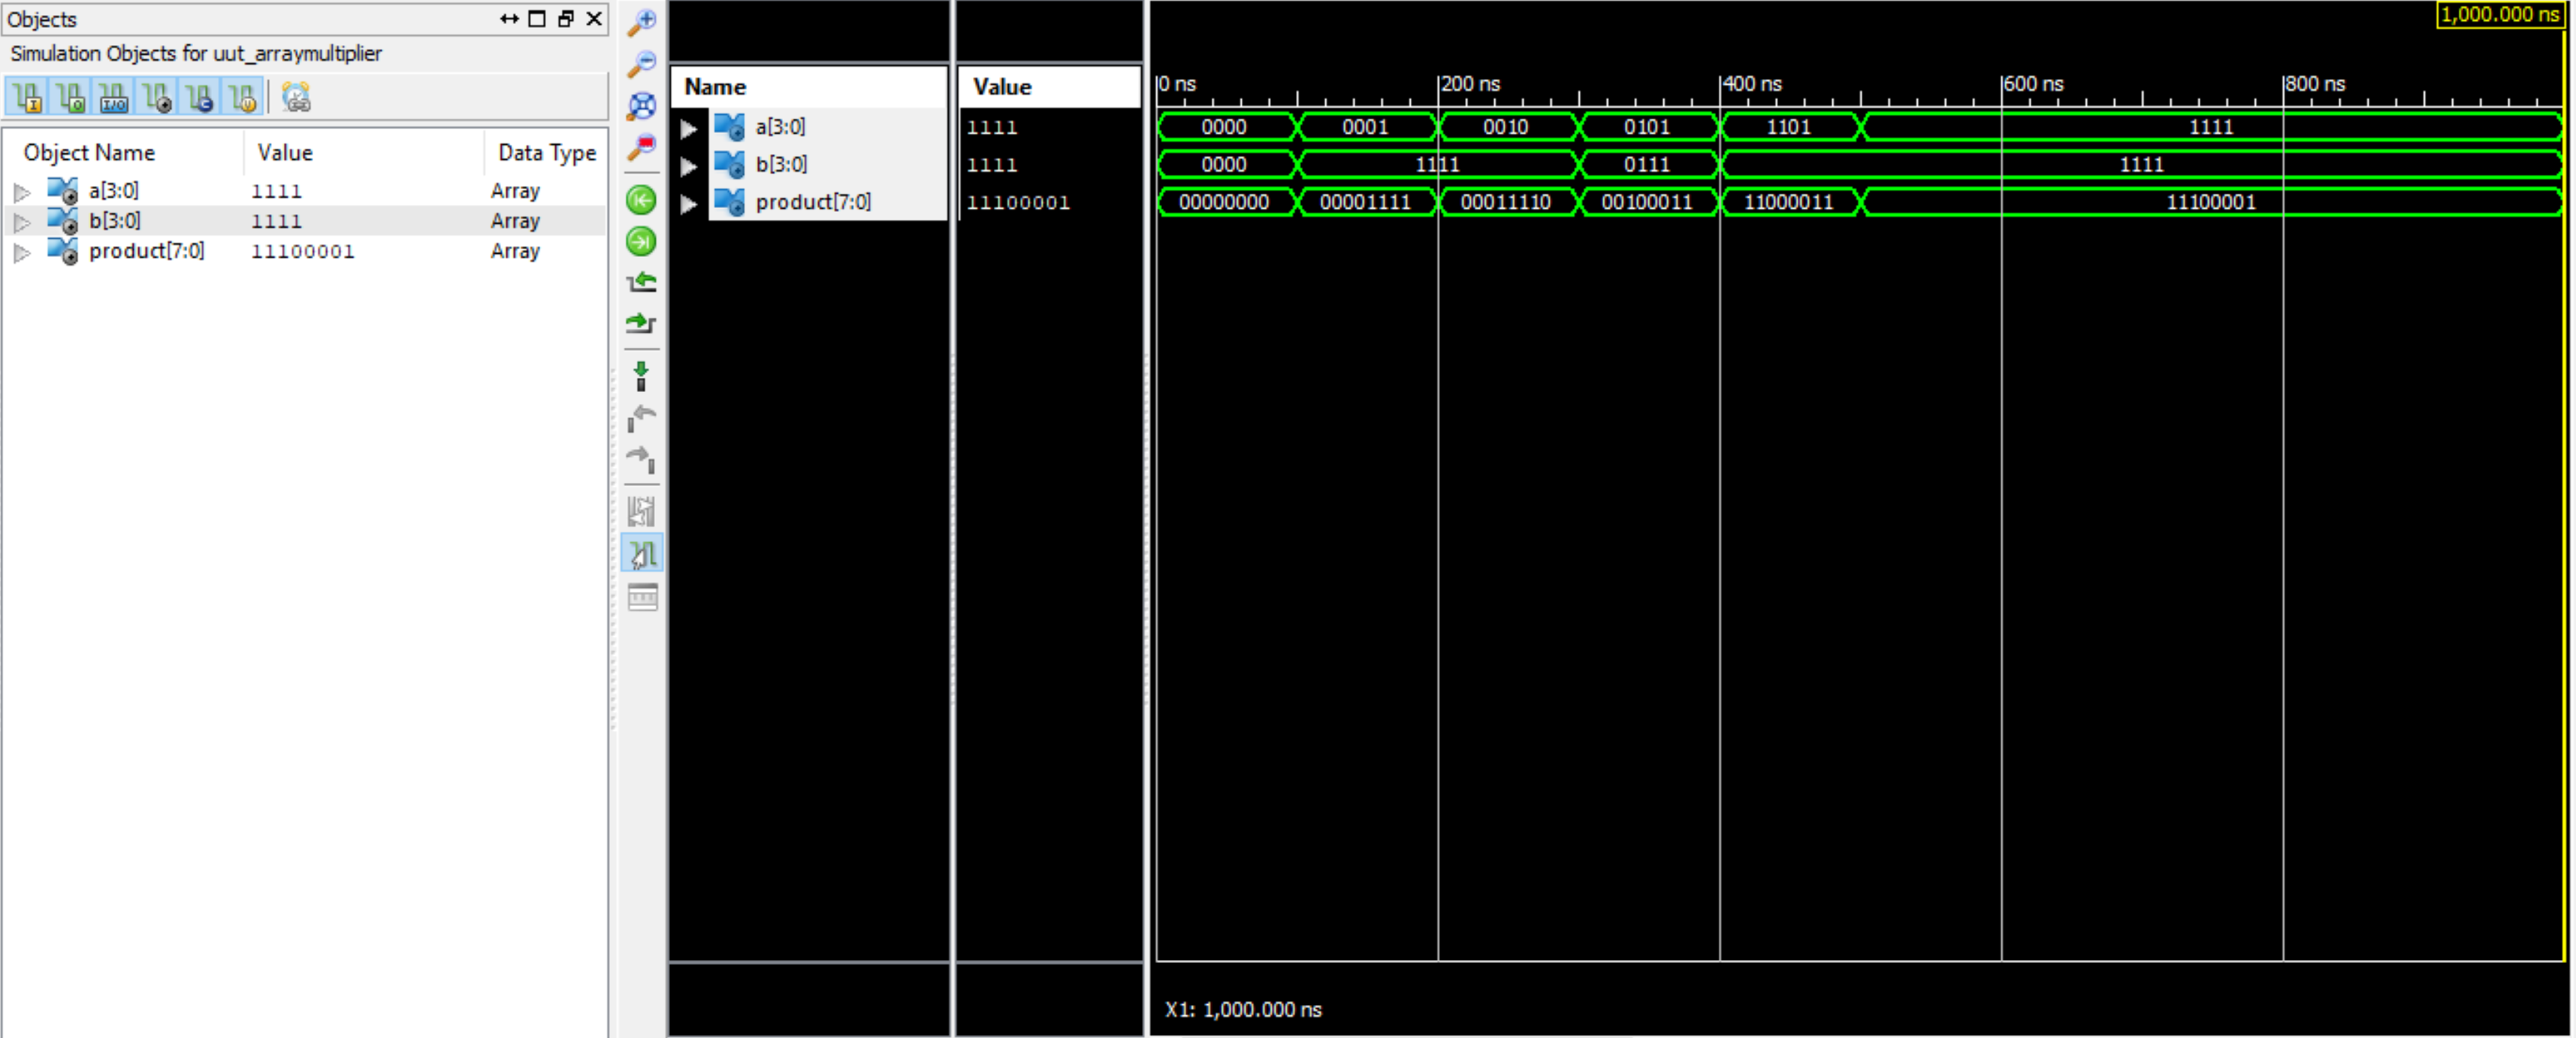 Objects
Simulation Objects for uut_arraymultiplier
Object Name Value Data Type
a[3:0] 1111 Array
b[3:0] 1111 Array
product[7:0] 11100001 Array
1,000.000 ns
Name Value 0 ns 200 ns 400 ns 600 ns 800 ns
a[3:0] 1111 0000 0001 0010 0101 1101 1111
b[3:0] 1111 0000 1111 0111 1111
product[7:0] 11100001 00000000 00001111 00011110 00100011 11000011 11100001
X1: 1,000.000 ns